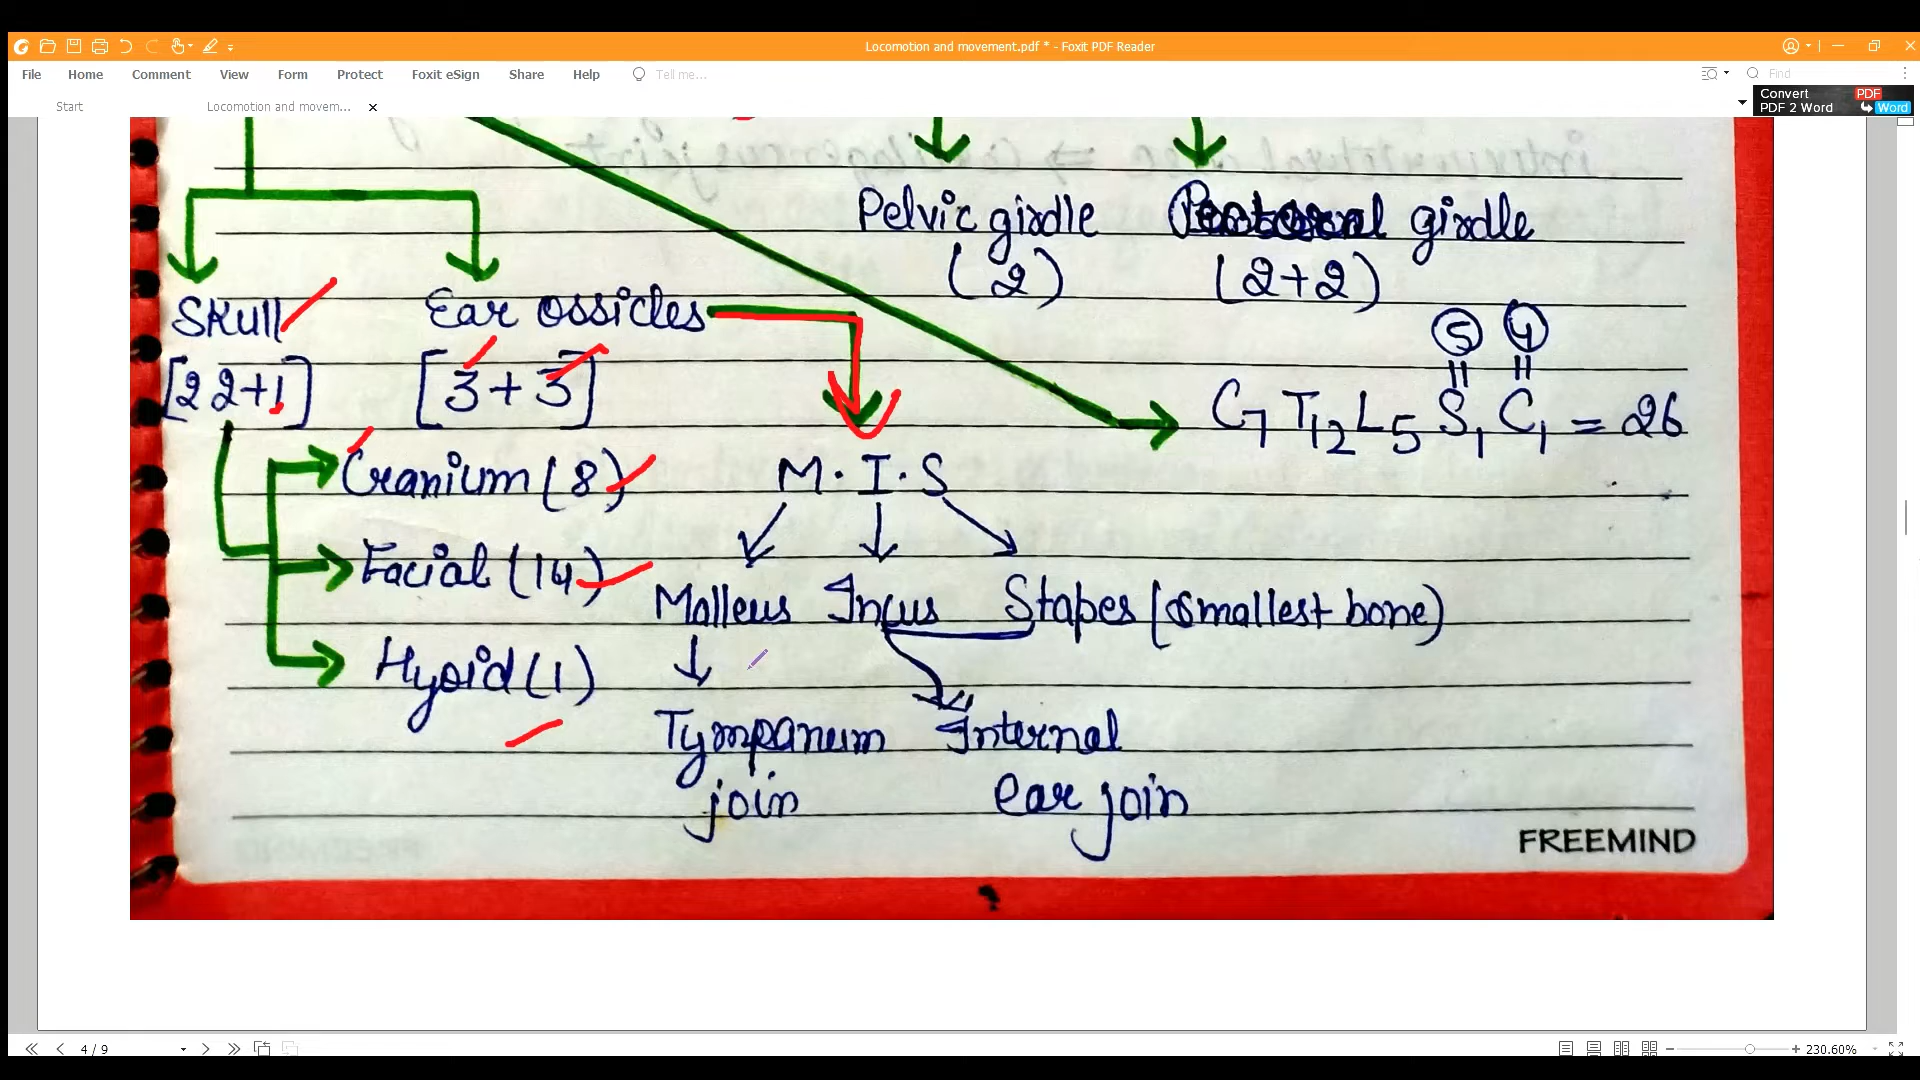 Locomotion and movement.pdf * - Foxit PDF Reader
File Home Comment View Form Protect Foxit eSign Share Help Tell me... Find
Start Locomotion and movem... ×
Convert PDF
PDF 2 Word Word
Pelvic girdle girdle
(2) (2+2)
Skull Ear ossicles
5 4
[22+1] [3+3]
C7 T12 L5 S1 C1 = 26
Cranium (8) M.I.S
Facial (14)
Malleus Incus Stapes (smallest bone)
Hyoid (1)
Tympanum Internal
join ear join
FREEMIND
4 / 9 230.60%